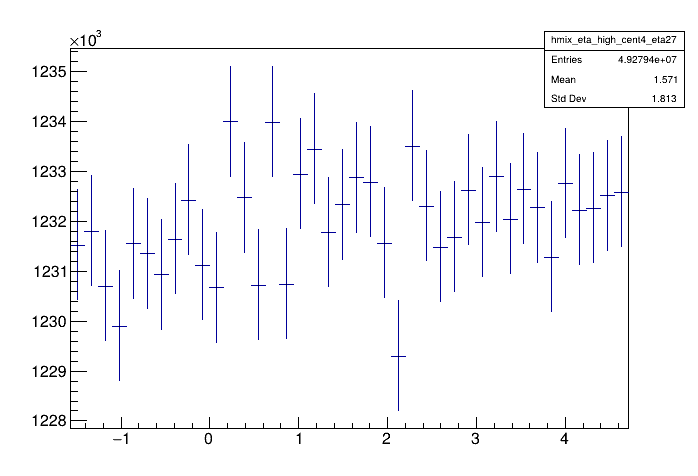 ×10³
hmix_eta_high_cent4_eta27
Entries 4.92794e+07
Mean 1.571
Std Dev 1.813
1235
1234
1233
1232
1231
1230
1229
1228
−1 0 1 2 3 4